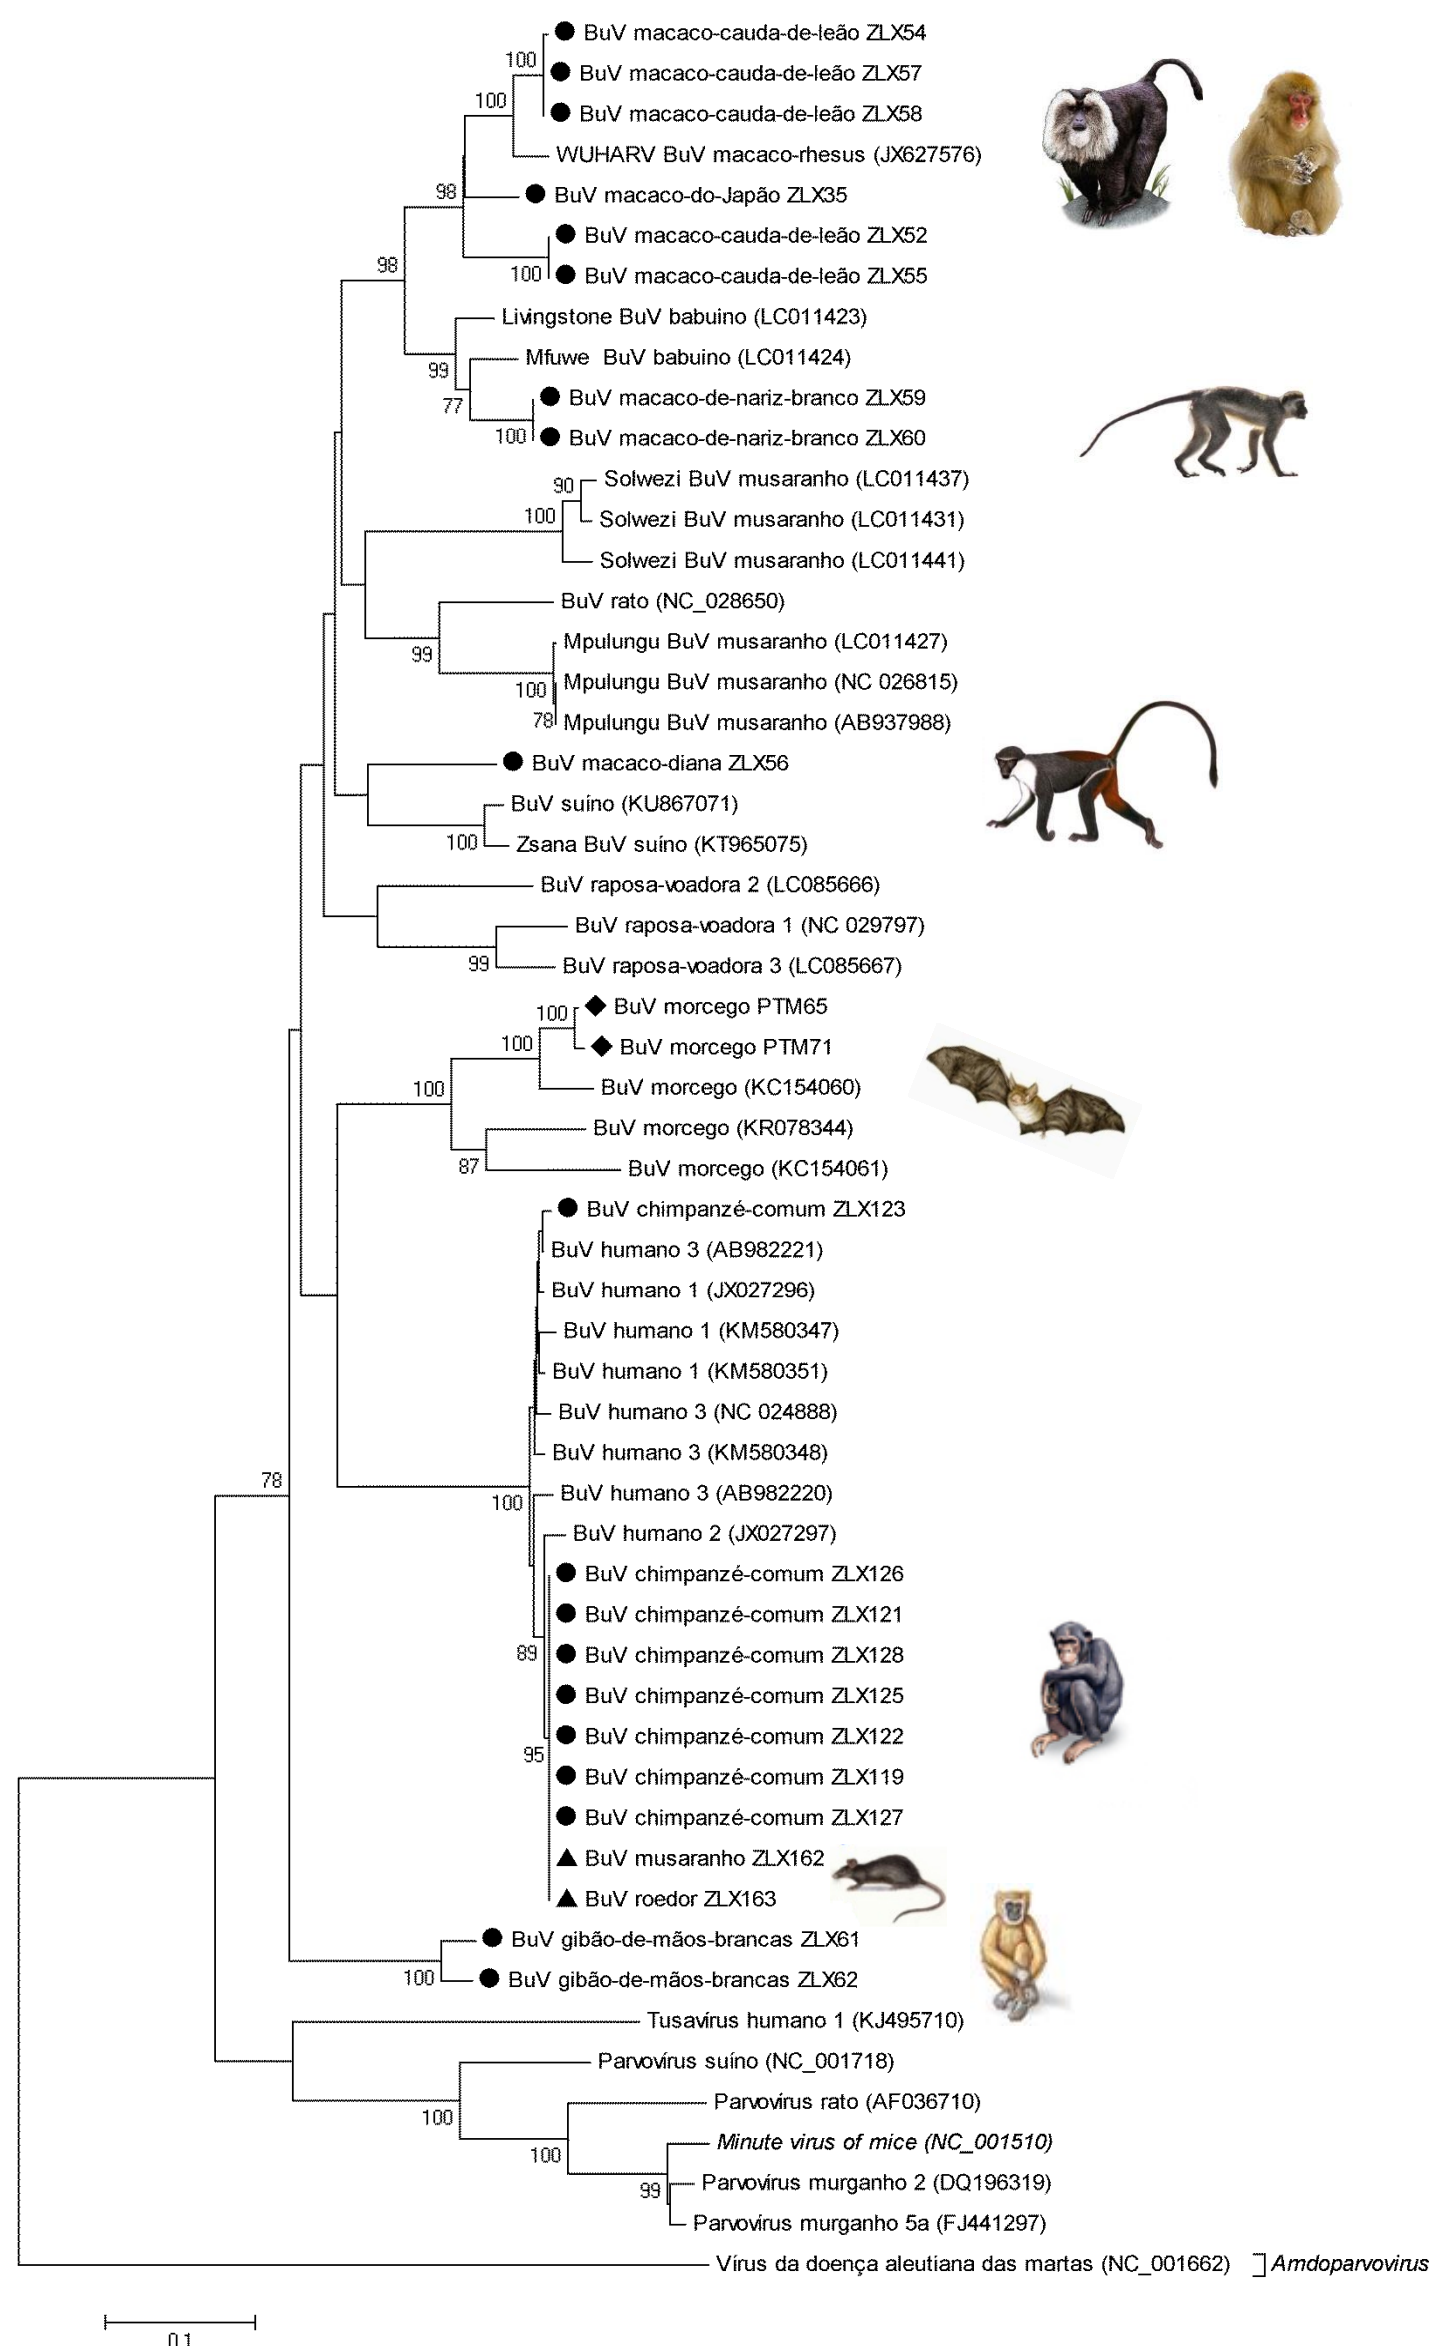 BuV macaco-cauda-de-leão ZLX54
100
BuV macaco-cauda-de-leão ZLX57
100
BuV macaco-cauda-de-leão ZLX58
WUHARV BuV macaco-rhesus (JX627576)
98
BuV macaco-do-Japão ZLX35
BuV macaco-cauda-de-leão ZLX52
98
100
BuV macaco-cauda-de-leão ZLX55
Livingstone BuV babuino (LC011423)
Mfuwe BuV babuino (LC011424)
99
BuV macaco-de-nariz-branco ZLX59
77
100
BuV macaco-de-nariz-branco ZLX60
Solwezi BuV musaranho (LC011437)
90
100
Solwezi BuV musaranho (LC011431)
Solwezi BuV musaranho (LC011441)
BuV rato (NC_028650)
Mpulungu BuV musaranho (LC011427)
99
Mpulungu BuV musaranho (NC 026815)
100
78
Mpulungu BuV musaranho (AB937988)
BuV macaco-diana ZLX56
BuV suíno (KU867071)
100
Zsana BuV suíno (KT965075)
BuV raposa-voadora 2 (LC085666)
BuV raposa-voadora 1 (NC 029797)
99
BuV raposa-voadora 3 (LC085667)
BuV morcego PTM65
100
100
BuV morcego PTM71
100
BuV morcego (KC154060)
BuV morcego (KR078344)
87
BuV morcego (KC154061)
BuV chimpanzé-comum ZLX123
BuV humano 3 (AB982221)
BuV humano 1 (JX027296)
BuV humano 1 (KM580347)
BuV humano 1 (KM580351)
BuV humano 3 (NC 024888)
BuV humano 3 (KM580348)
78
BuV humano 3 (AB982220)
100
BuV humano 2 (JX027297)
BuV chimpanzé-comum ZLX126
BuV chimpanzé-comum ZLX121
89
BuV chimpanzé-comum ZLX128
BuV chimpanzé-comum ZLX125
BuV chimpanzé-comum ZLX122
95
BuV chimpanzé-comum ZLX119
BuV chimpanzé-comum ZLX127
BuV musaranho ZLX162
BuV roedor ZLX163
BuV gibão-de-mãos-brancas ZLX61
100
BuV gibão-de-mãos-brancas ZLX62
Tusavírus humano 1 (KJ495710)
Parvovírus suíno (NC_001718)
Parvovírus rato (AF036710)
100
Minute virus of mice (NC_001510)
100
Parvovírus murganho 2 (DQ196319)
99
Parvovírus murganho 5a (FJ441297)
Vírus da doença aleutiana das martas (NC_001662) Amdoparvovirus
0.1